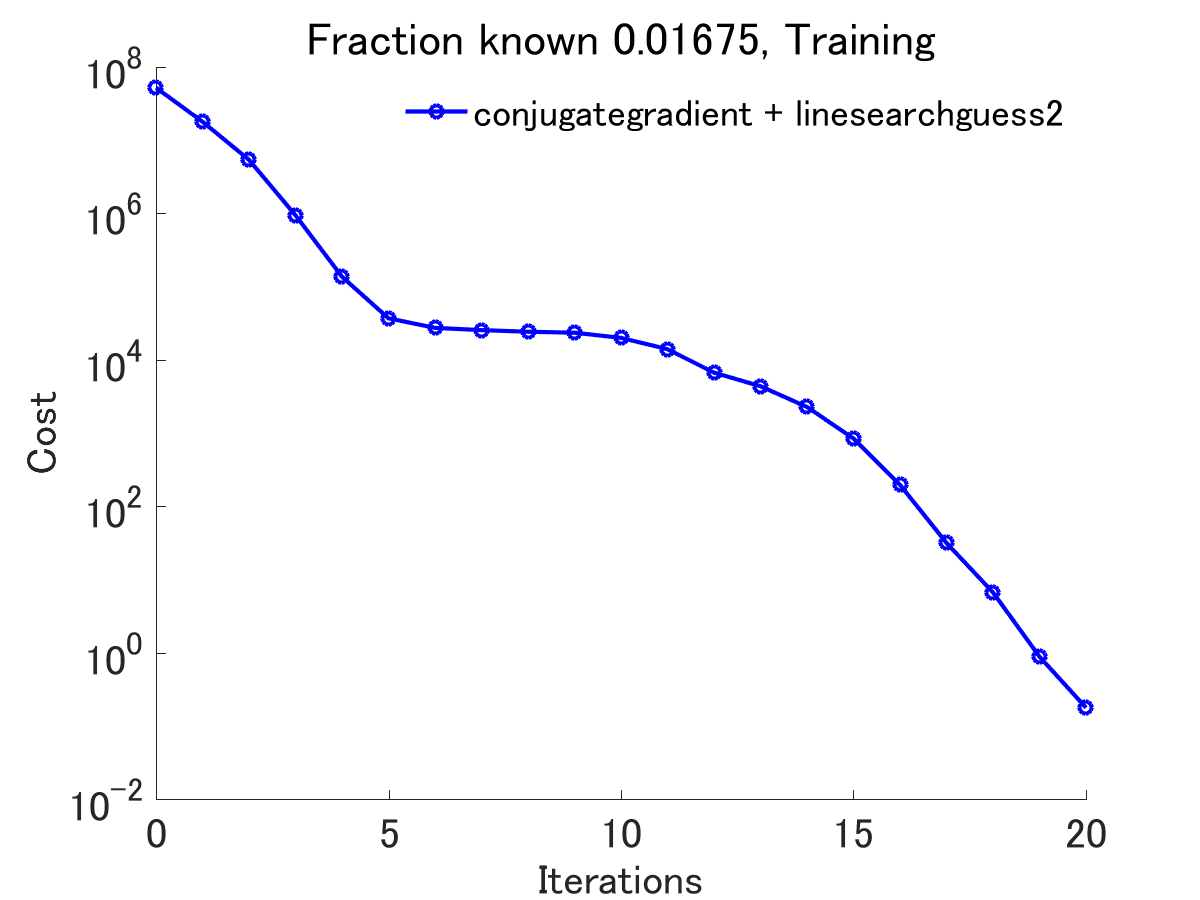 Fraction known 0.01675, Training
conjugategradient + linesearchguess2
10^8
10^6
10^4
10^2
10^0
10^-2
Cost
0 5 10 15 20
Iterations